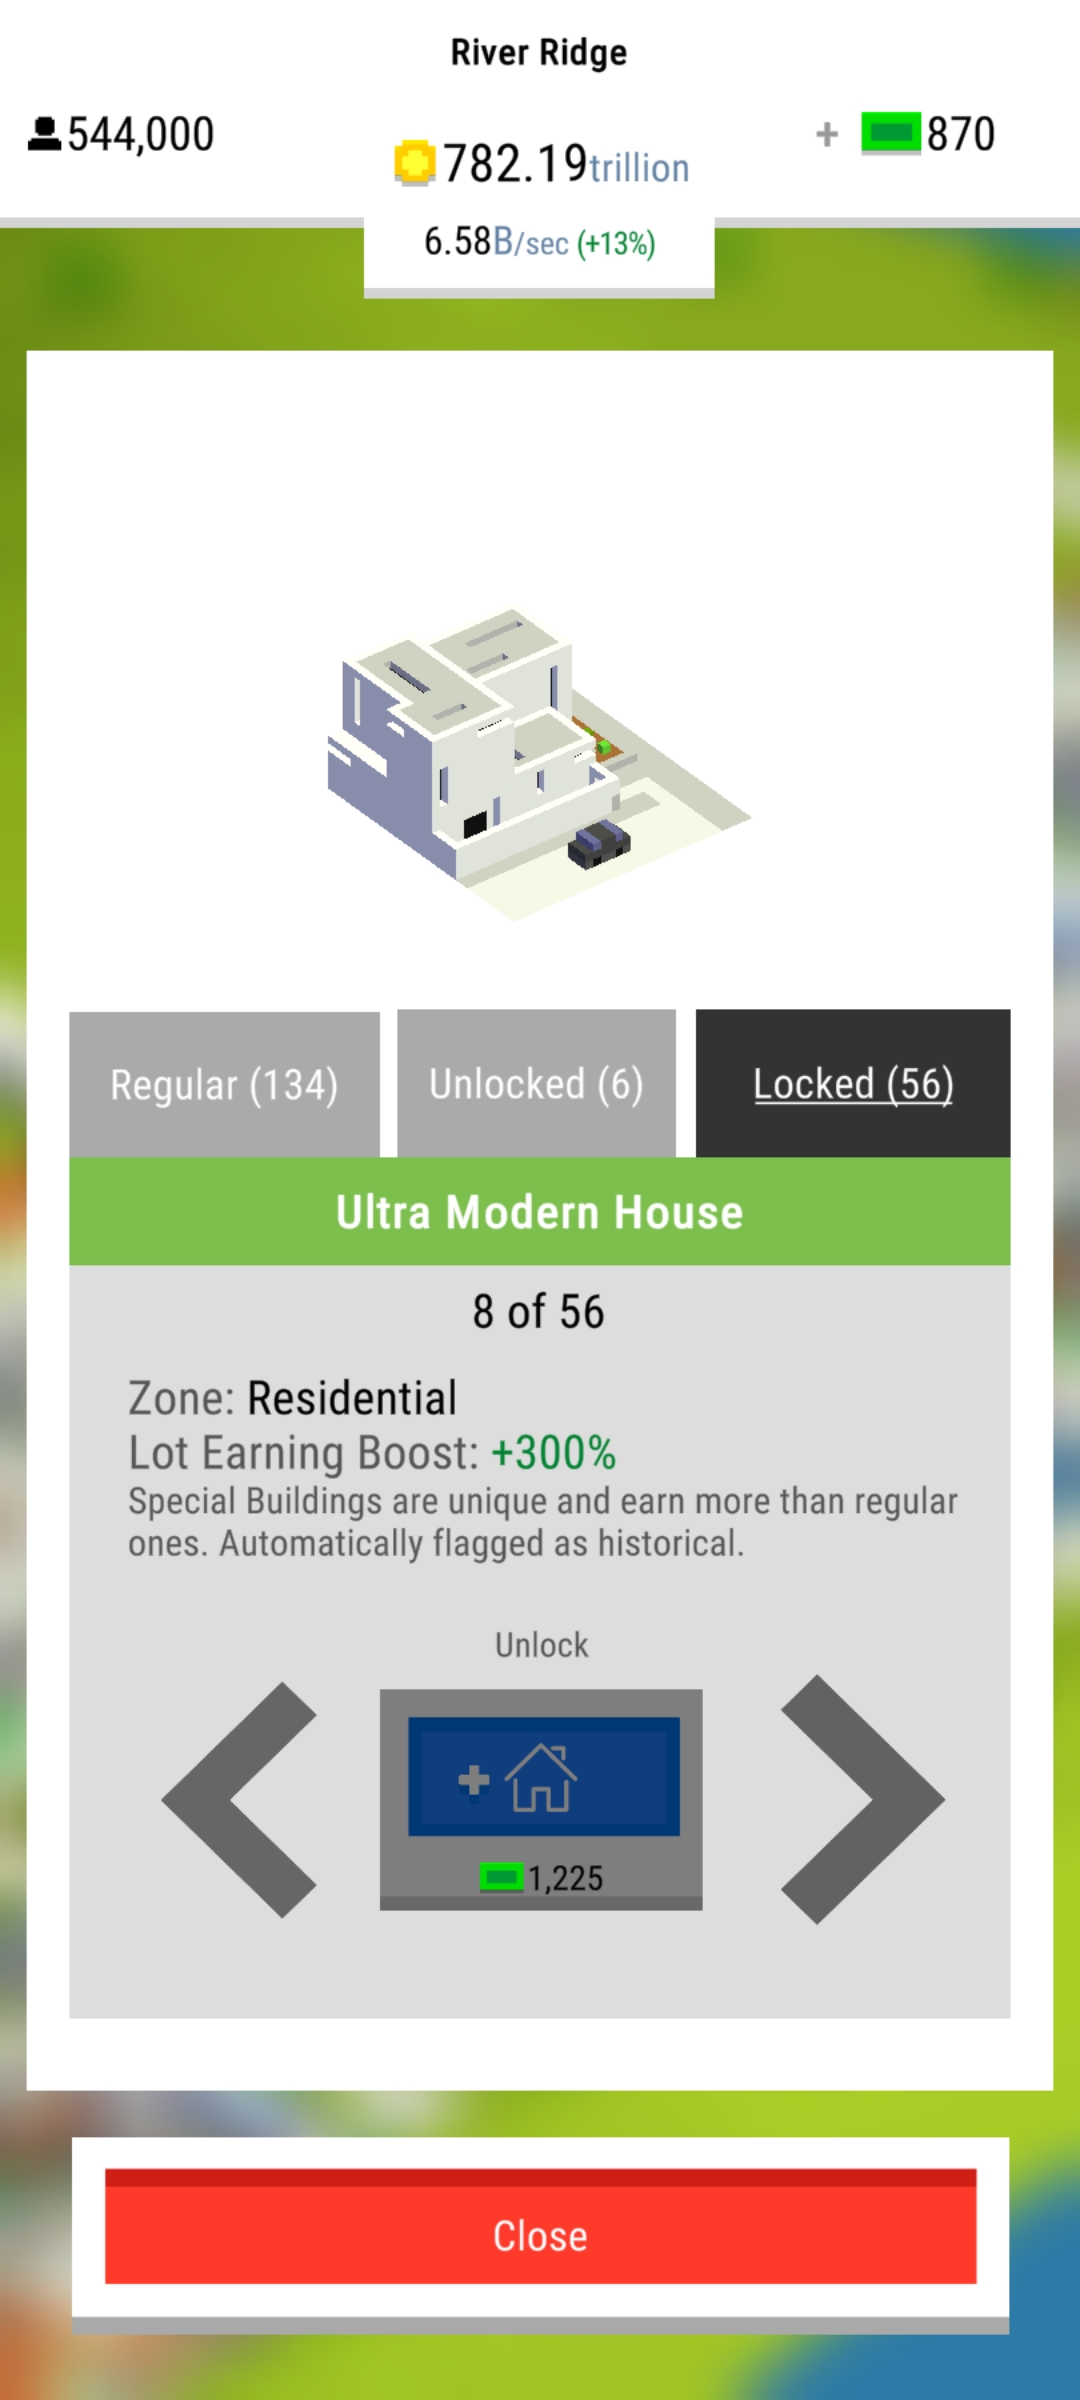 River Ridge
544,000
782.19trillion
+ 870
6.58B/sec (+13%)
Regular (134)
Unlocked (6)
Locked (56)
Ultra Modern House
8 of 56
Zone: Residential
Lot Earning Boost: +300%
Special Buildings are unique and earn more than regular
ones. Automatically flagged as historical.
Unlock
+
1,225
Close